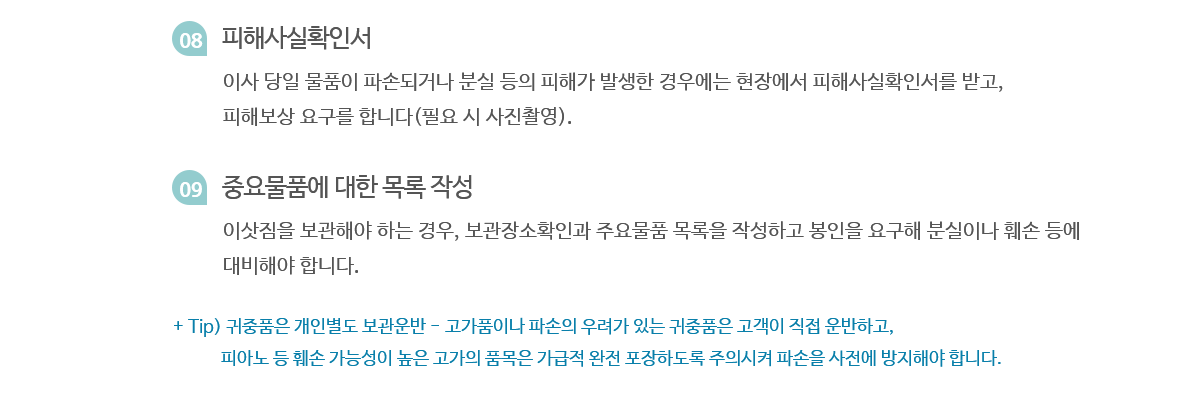 08 피해사실확인서
이사 당일 물품이 파손되거나 분실 등의 피해가 발생한 경우에는 현장에서 피해사실확인서를 받고,
피해보상 요구를 합니다(필요 시 사진촬영).
09 중요물품에 대한 목록 작성
이삿짐을 보관해야 하는 경우, 보관장소확인과 주요물품 목록을 작성하고 봉인을 요구해 분실이나 훼손 등에
대비해야 합니다.
+ Tip) 귀중품은 개인별도 보관운반 - 고가품이나 파손의 우려가 있는 귀중품은 고객이 직접 운반하고,
피아노 등 훼손 가능성이 높은 고가의 품목은 가급적 완전 포장하도록 주의시켜 파손을 사전에 방지해야 합니다.